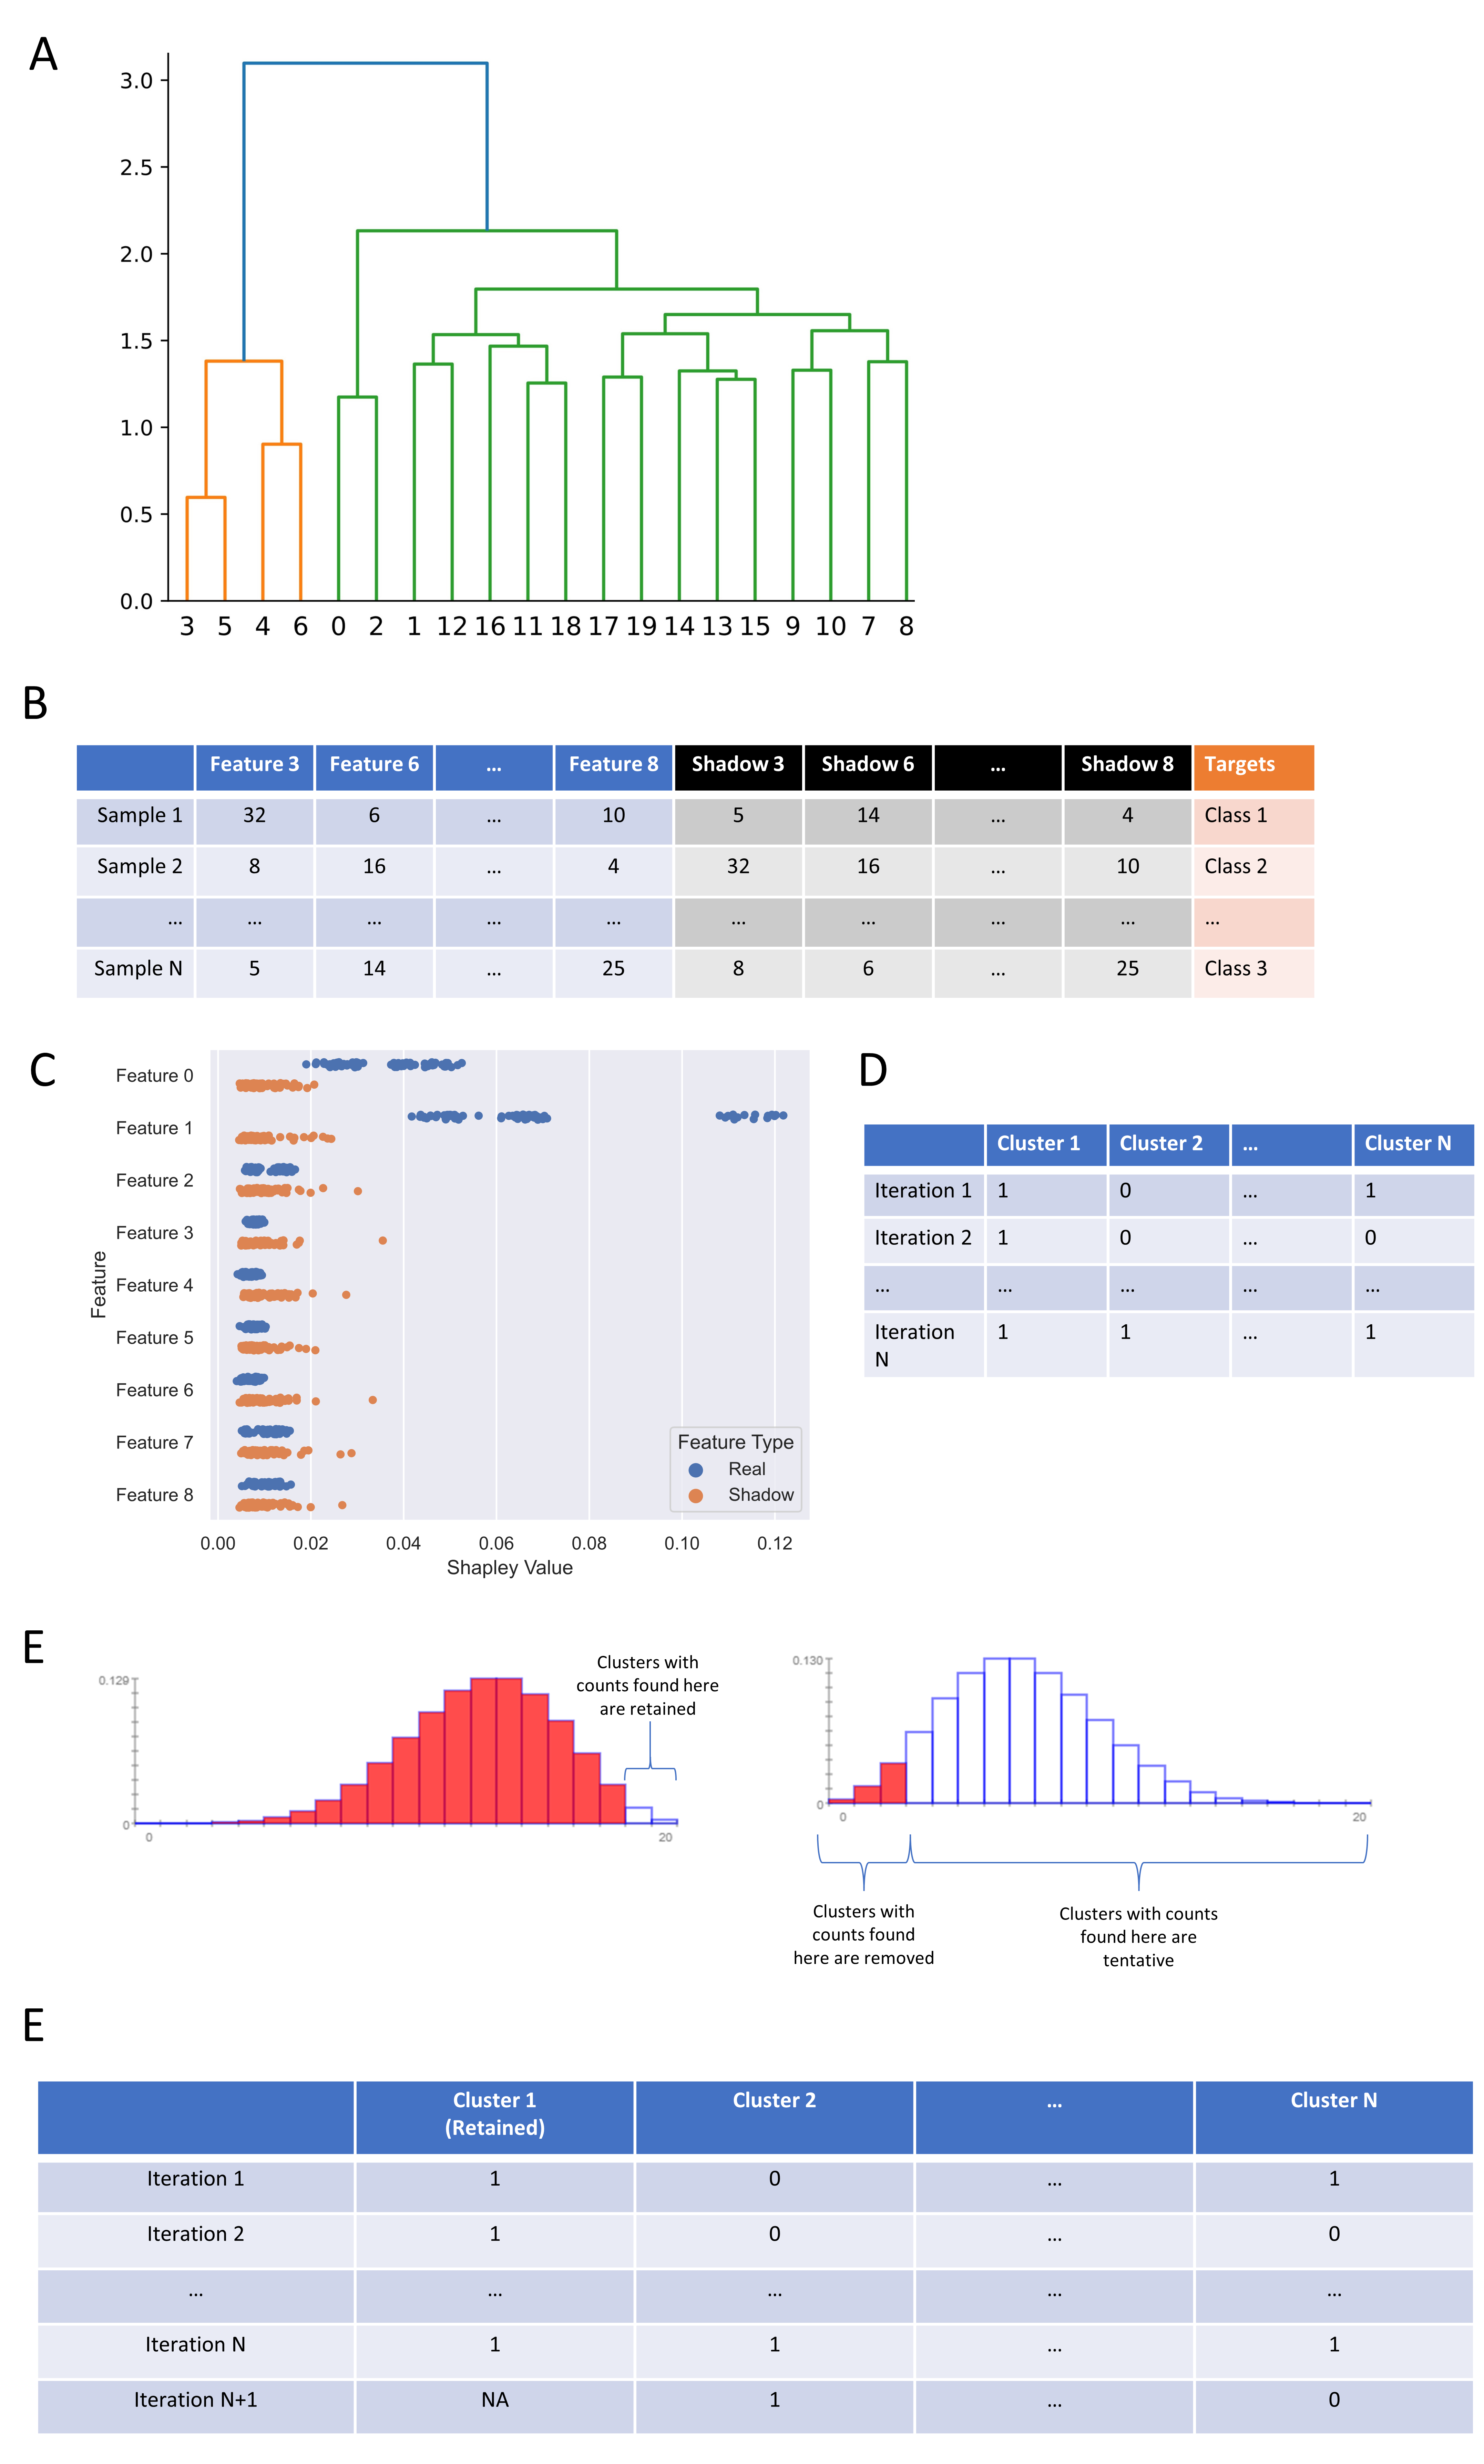 A
3.0
2.5
2.0
1.5
1.0
0.5
0.0
3 5 4 6 0 2 1 12 16 11 18 17 19 14 13 15 9 10 7 8
B
Feature 3 Feature 6 ... Feature 8 Shadow 3 Shadow 6 ... Shadow 8 Targets
Sample 1 32 6 ... 10 5 14 ... 4 Class 1
Sample 2 8 16 ... 4 32 16 ... 10 Class 2
... ... ... ... ... ... ... ... ... ...
Sample N 5 14 ... 25 8 6 ... 25 Class 3
C
Feature
Feature 0
Feature 1
Feature 2
Feature 3
Feature 4
Feature 5
Feature 6
Feature 7
Feature 8
Feature Type
Real
Shadow
0.00 0.02 0.04 0.06 0.08 0.10 0.12
Shapley Value
D
Cluster 1 Cluster 2 ... Cluster N
Iteration 1 1 0 ... 1
Iteration 2 1 0 ... 0
... ... ... ... ...
Iteration 1 1 ... 1
N
E
0.129
0
0 20
Clusters with
counts found here
are retained
0.130
0
0 20
Clusters with
counts found
here are removed
Clusters with counts
found here are
tentative
E
Cluster 1 Cluster 2 ... Cluster N
(Retained)
Iteration 1 1 0 ... 1
Iteration 2 1 0 ... 0
... ... ... ... ...
Iteration N 1 1 ... 1
Iteration N+1 NA 1 ... 0